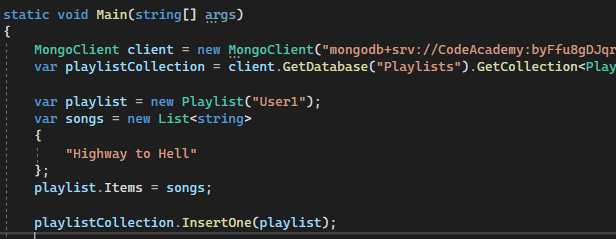 static void Main(string[] args)
{
MongoClient client = new MongoClient("mongodb+srv://CodeAcademy:byFfu8gDJqr
var playlistCollection = client.GetDatabase("Playlists").GetCollection<Play
var playlist = new Playlist("User1");
var songs = new List<string>
{
"Highway to Hell"
};
playlist.Items = songs;
playlistCollection.InsertOne(playlist);